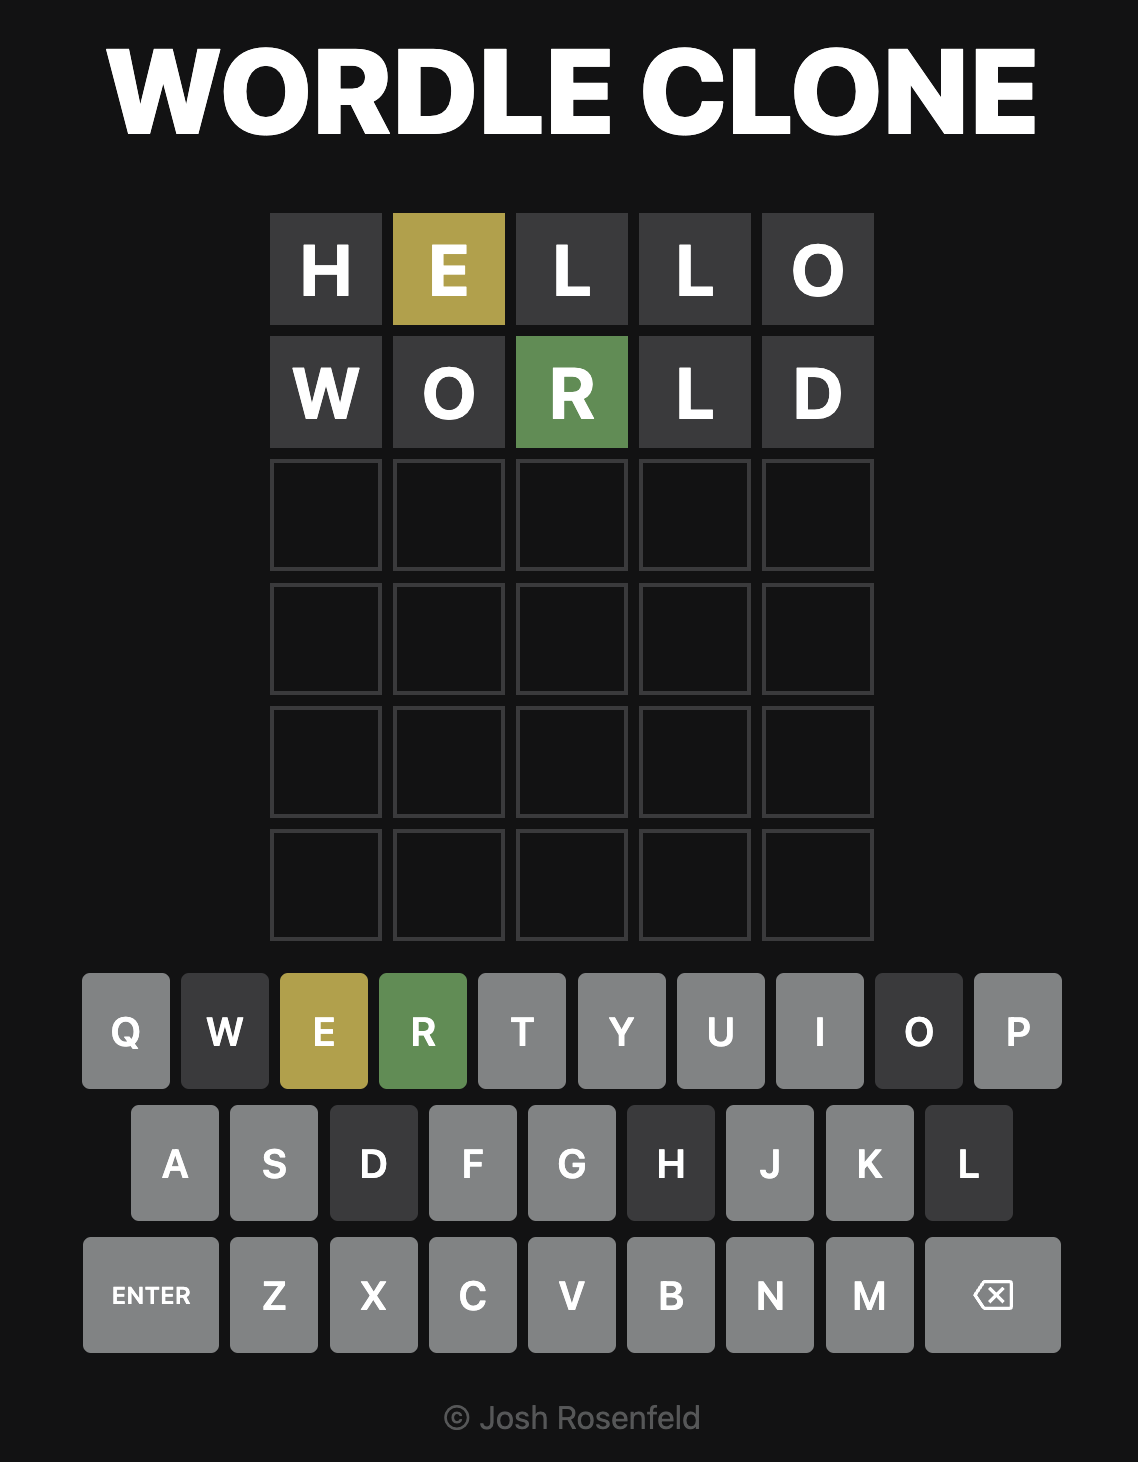 WORDLE CLONE
H E L L O
W O R L D
Q W E R T Y U I O P
A S D F G H J K L
ENTER Z X C V B N M
© Josh Rosenfeld